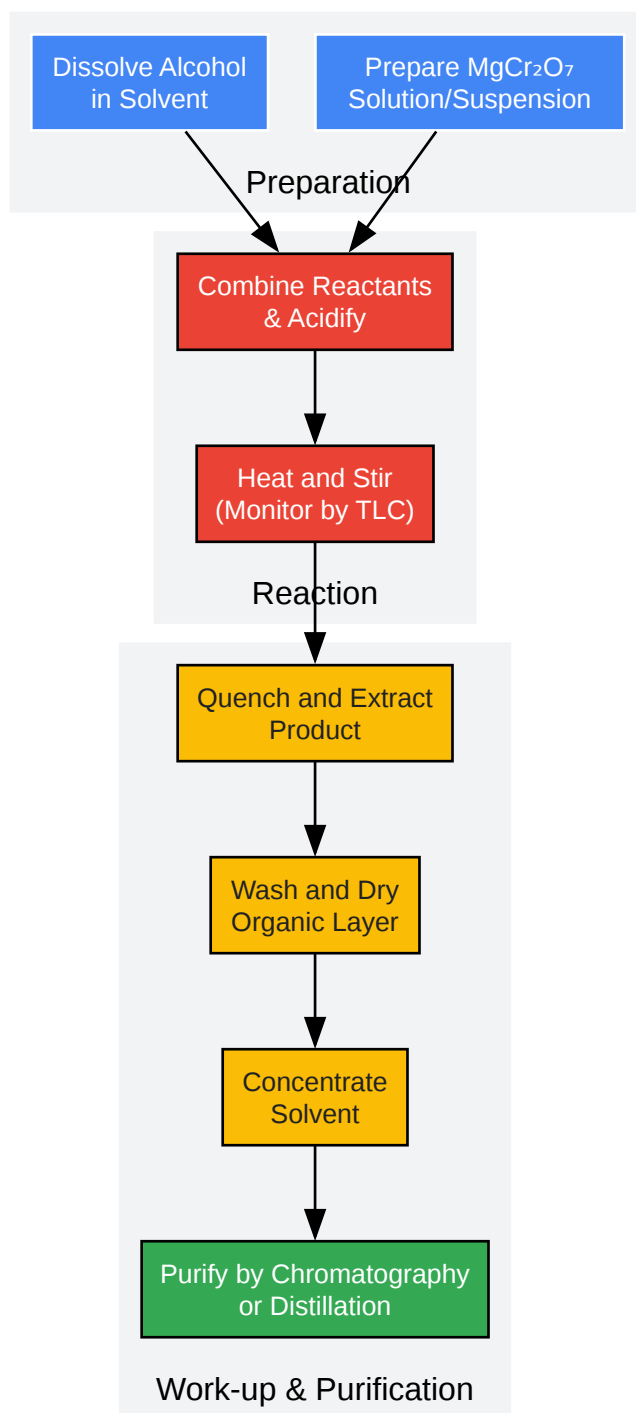 Dissolve Alcohol
in Solvent
Prepare MgCr₂O₇
Solution/Suspension
Preparation
Combine Reactants
& Acidify
Heat and Stir
(Monitor by TLC)
Reaction
Quench and Extract
Product
Wash and Dry
Organic Layer
Concentrate
Solvent
Purify by Chromatography
or Distillation
Work-up & Purification